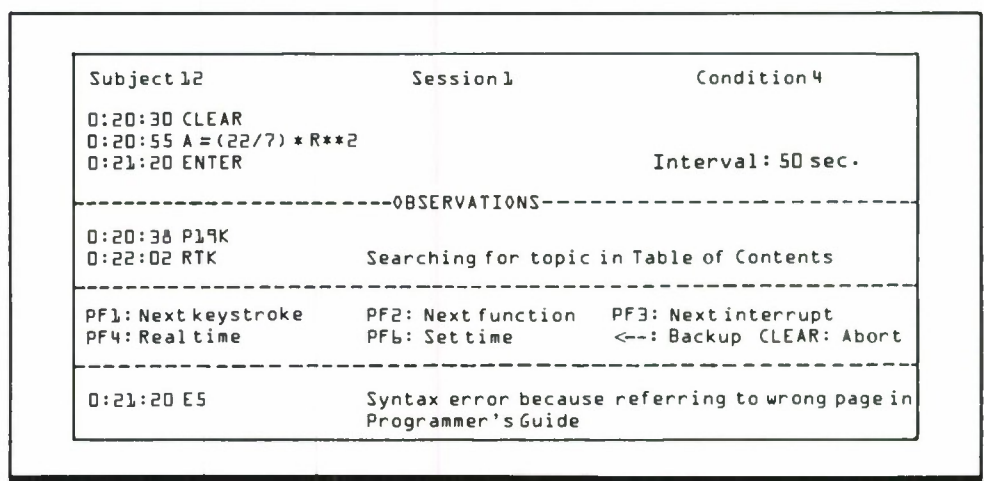 Subject 12 Session 1 Condition 4
0:20:30 CLEAR
0:20:55 A = (22/7) * R**2
0:21:20 ENTER Interval: 50 sec.
OBSERVATIONS
0:20:38 P19K
0:22:02 RTK Searching for topic in Table of Contents
PF1: Next keystroke PF2: Next function PF3: Next interrupt
PF4: Real time PF6: Set time <--: Backup CLEAR: Abort
0:21:20 E5 Syntax error because referring to wrong page in
Programmer's Guide